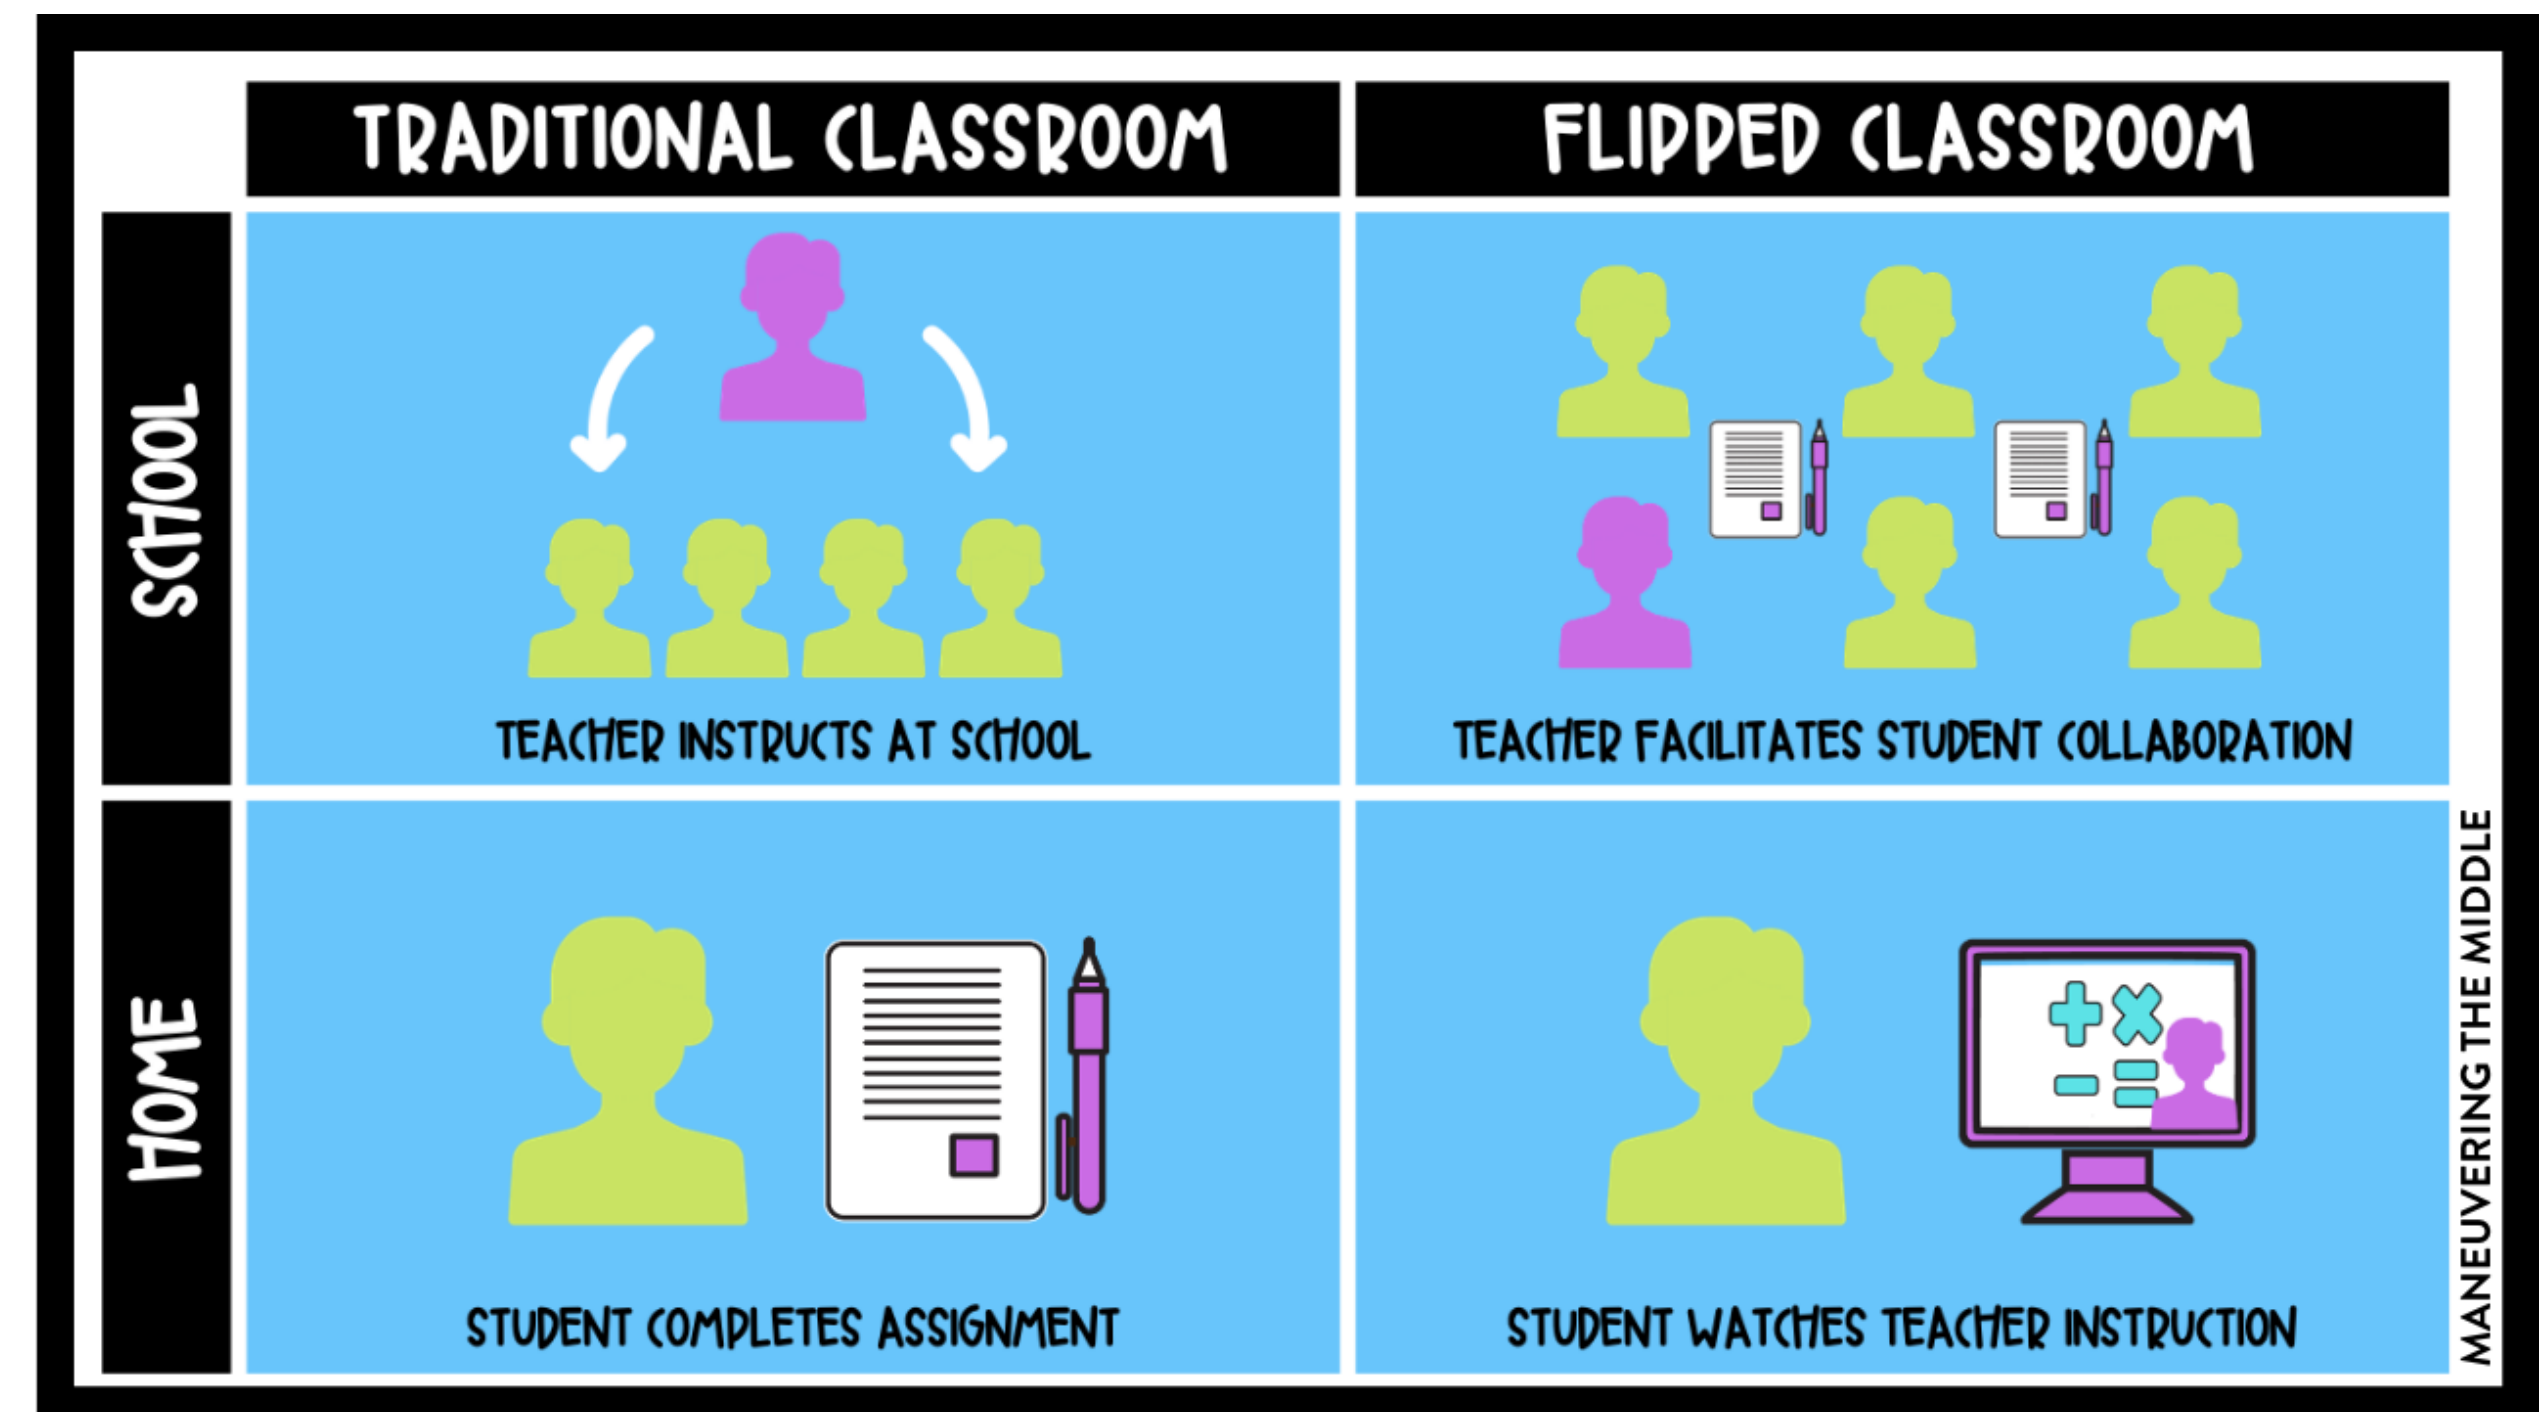 TRADITIONAL CLASSROOM
FLIPPED CLASSROOM
SCHOOL
TEACHER INSTRUCTS AT SCHOOL
TEACHER FACILITATES STUDENT COLLABORATION
HOME
STUDENT COMPLETES ASSIGNMENT
STUDENT WATCHES TEACHER INSTRUCTION
MANEUVERING THE MIDDLE